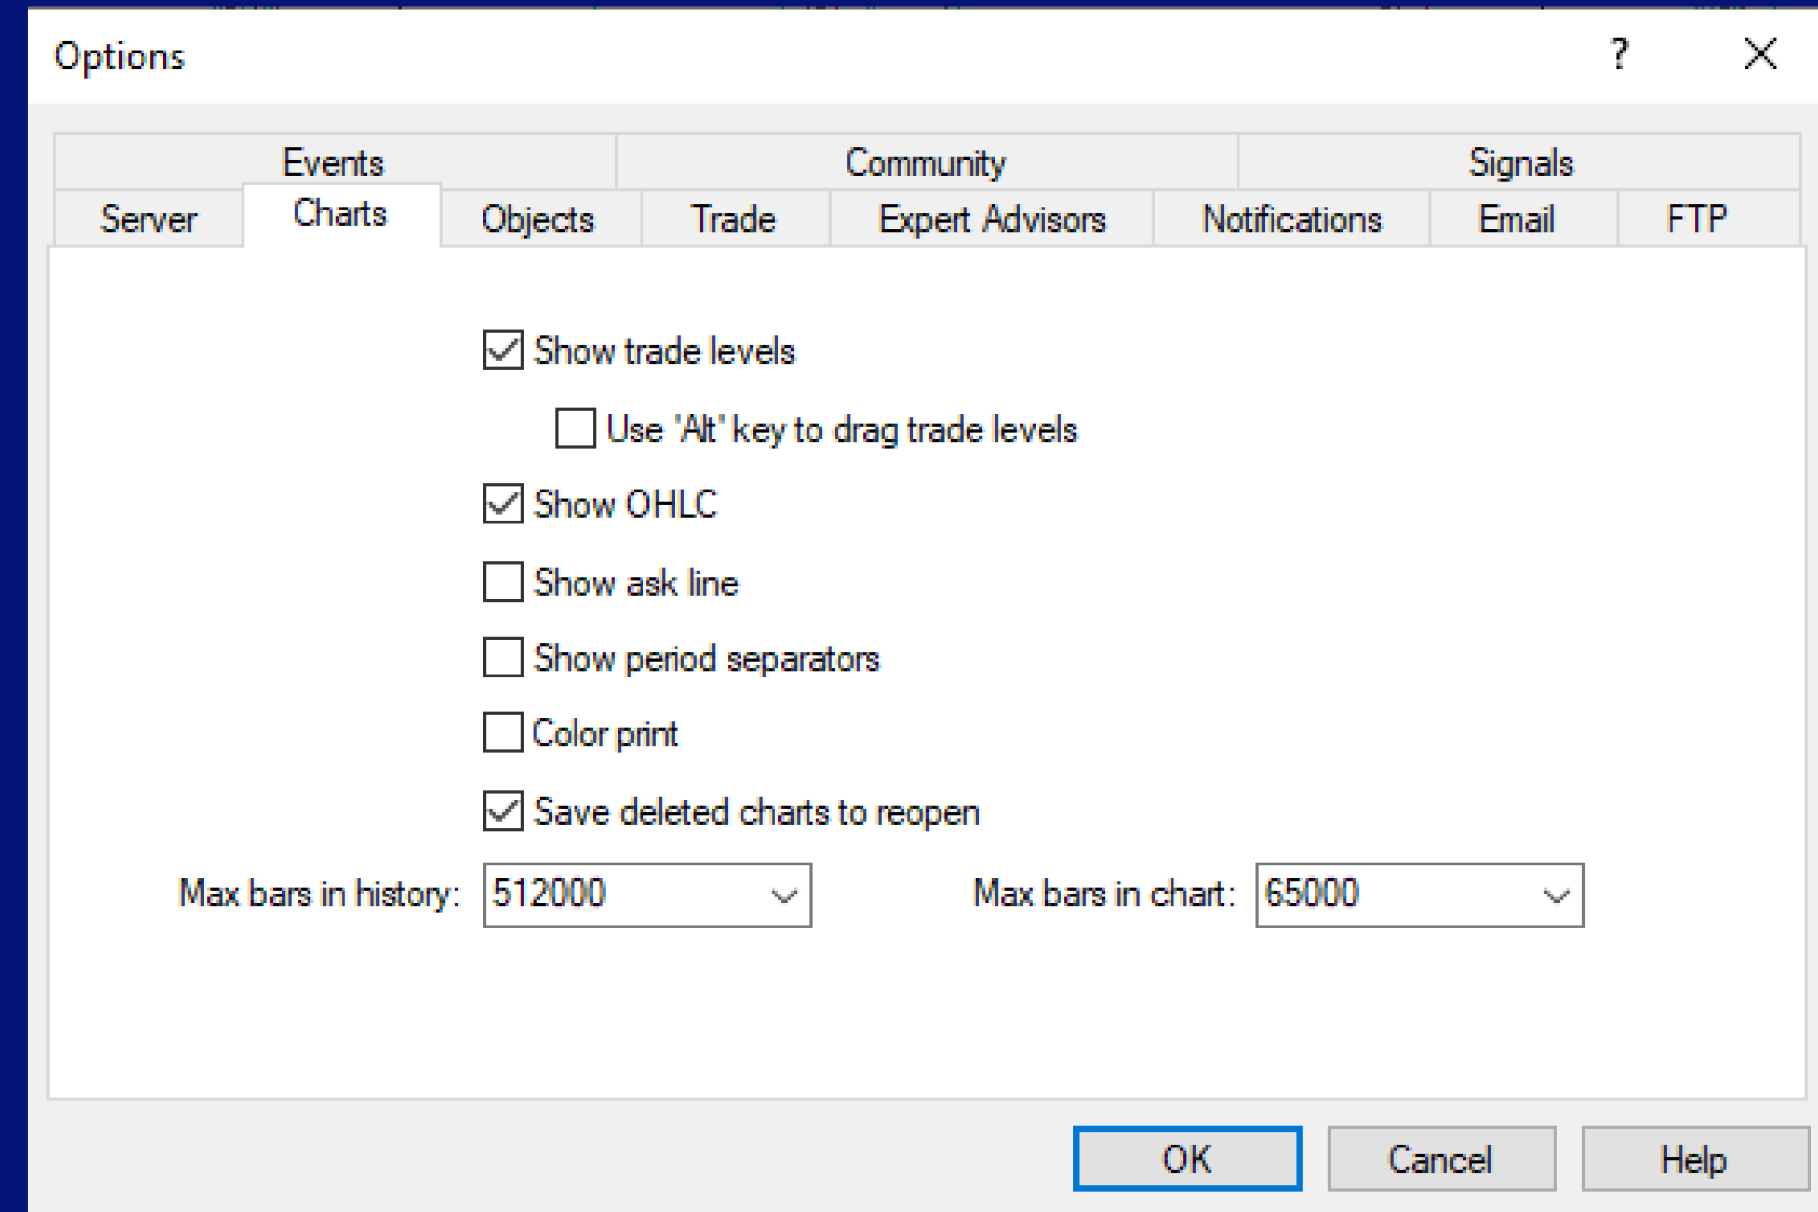 Options ?
Events Community Signals
Server Charts Objects Trade Expert Advisors Notifications Email FTP
Show trade levels
Use 'Alt' key to drag trade levels
Show OHLC
Show ask line
Show period separators
Color print
Save deleted charts to reopen
Max bars in history: 512000 Max bars in chart: 65000
OK Cancel Help